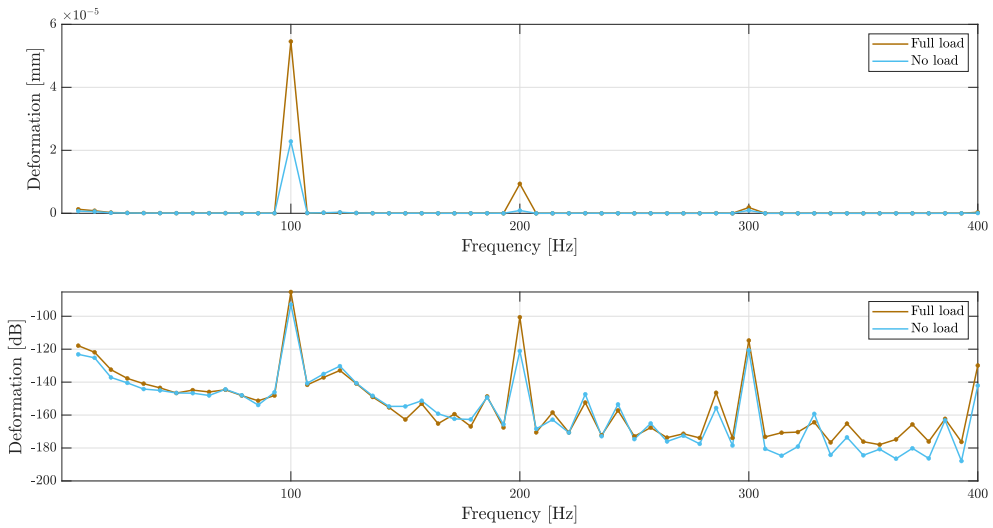 ×10⁻⁵
6
4
2
0
Deformation [mm]
Full load
No load
100
200
300
400
Frequency [Hz]
-100
-120
-140
-160
-180
-200
Deformation [dB]
Full load
No load
100
200
300
400
Frequency [Hz]